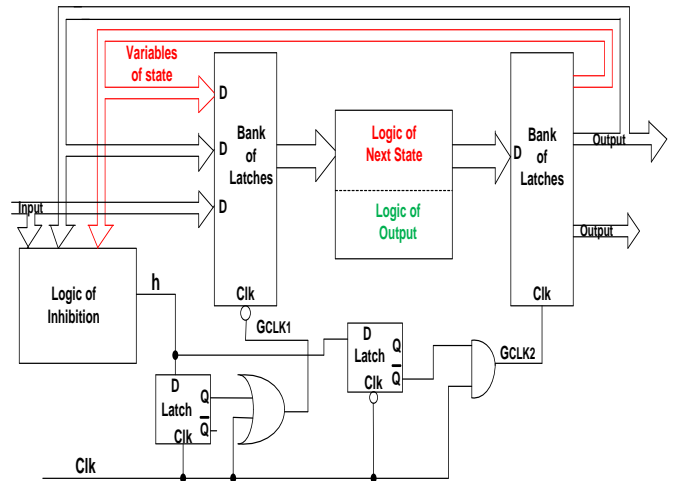 Variables
of state
D
Bank
of
Latches
D
D
Clk
Logic of
Next State
Logic of
Output
D
Bank
of
Latches
Clk
Output
Output
Input
Logic of
Inhibition
h
GCLK1
D
Latch
Q
Q
Clk
D
Latch
Q
Q
Clk
GCLK2
Clk